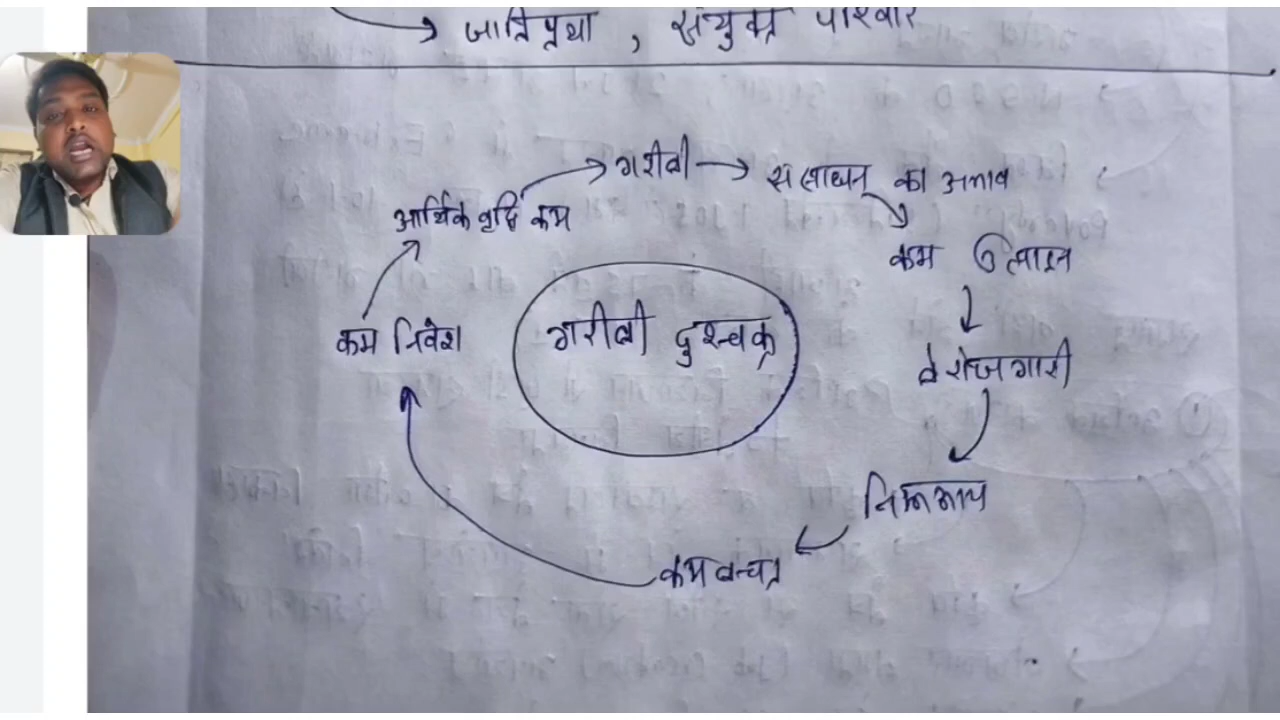 → जातिप्रथा , संयुक्त परिवार
आर्थिक वृद्धि कम → गरीबी → संसाधन का अभाव
कम उत्पादन
कम निवेश
गरीबी दुश्चक्र
बेरोजगारी
निम्न आय
कम बचत